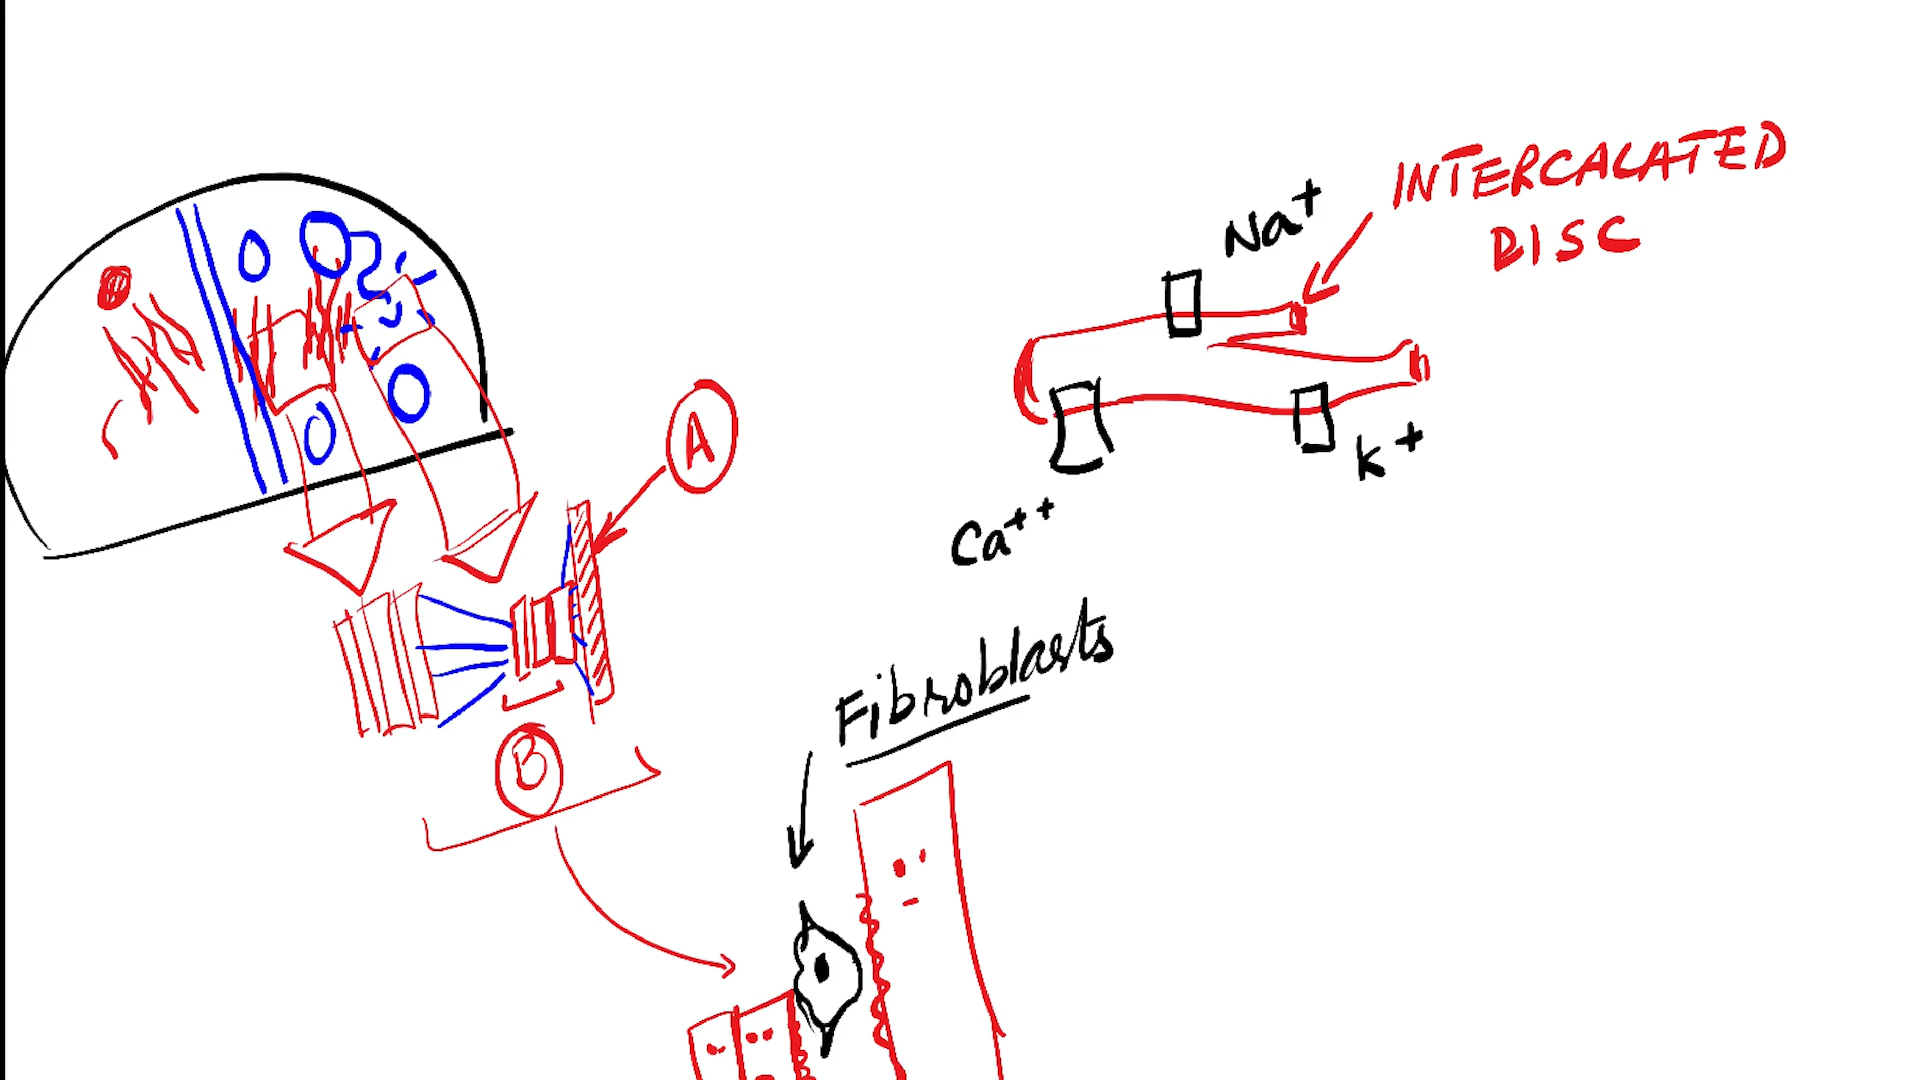 INTERCALATED
DISC
Na+
K+
Ca++
A
Fibroblasts
B